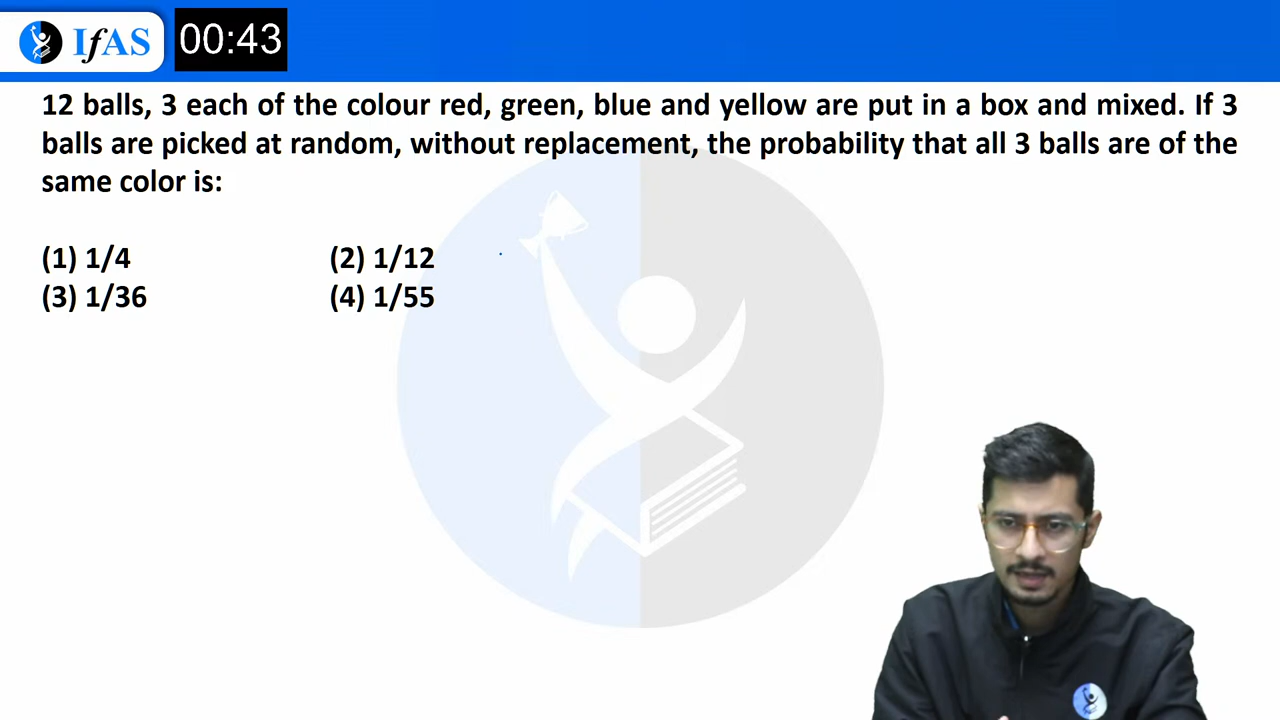 IfAS 00:43
12 balls, 3 each of the colour red, green, blue and yellow are put in a box and mixed. If 3
balls are picked at random, without replacement, the probability that all 3 balls are of the
same color is:
(1) 1/4 (2) 1/12
(3) 1/36 (4) 1/55